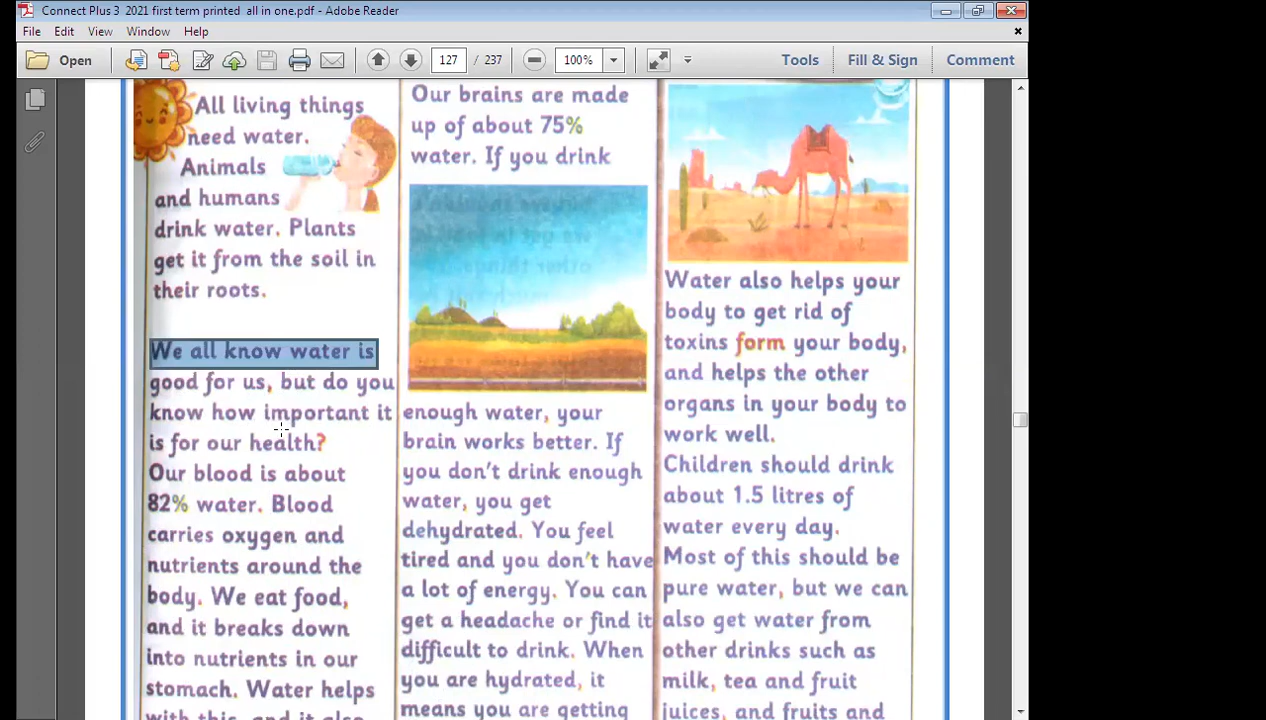 Connect Plus 3 2021 first term printed all in one.pdf - Adobe Reader
File Edit View Window Help
Open 127 / 237 100% Tools Fill & Sign Comment
All living things
need water.
Animals
and humans
drink water. Plants
get it from the soil in
their roots.
We all know water is
good for us, but do you
know how important it
is for our health?
Our blood is about
82% water. Blood
carries oxygen and
nutrients around the
body. We eat food,
and it breaks down
into nutrients in our
stomach. Water helps
with this, and it also
Our brains are made
up of about 75%
water. If you drink
enough water, your
brain works better. If
you don't drink enough
water, you get
dehydrated. You feel
tired and you don't have
a lot of energy. You can
get a headache or find it
difficult to drink. When
you are hydrated, it
means you are getting
Water also helps your
body to get rid of
toxins form your body,
and helps the other
organs in your body to
work well.
Children should drink
about 1.5 litres of
water every day.
Most of this should be
pure water, but we can
also get water from
other drinks such as
milk, tea and fruit
juices, and fruits and